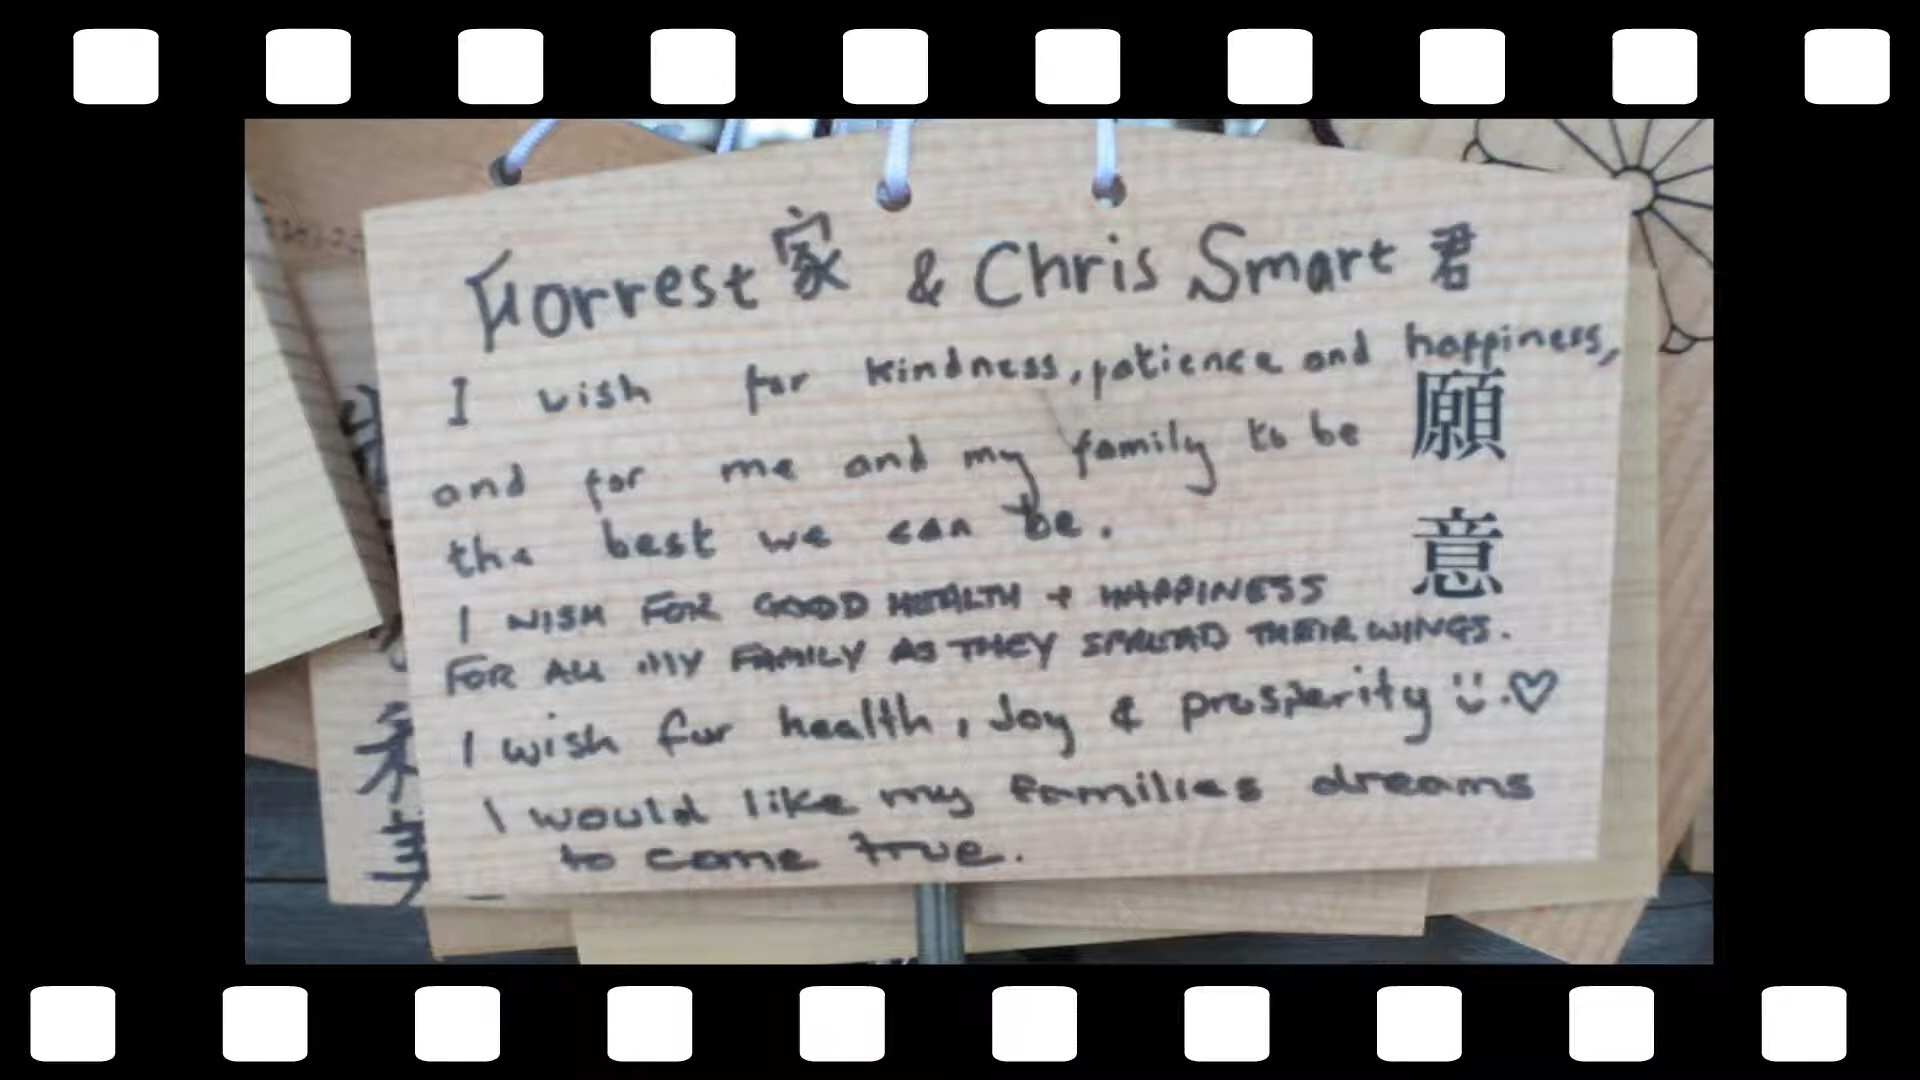 Forrest 家 & Chris Smart 君
I wish for kindness, patience and happiness,
and for me and my family to be
the best we can be.
願意
I WISH FOR GOOD HEALTH + HAPPINESS
FOR ALL MY FAMILY AS THEY SPREAD THEIR WINGS.
I wish for health, Joy & prosperity ü.♡
I would like my families dreams
to come true.